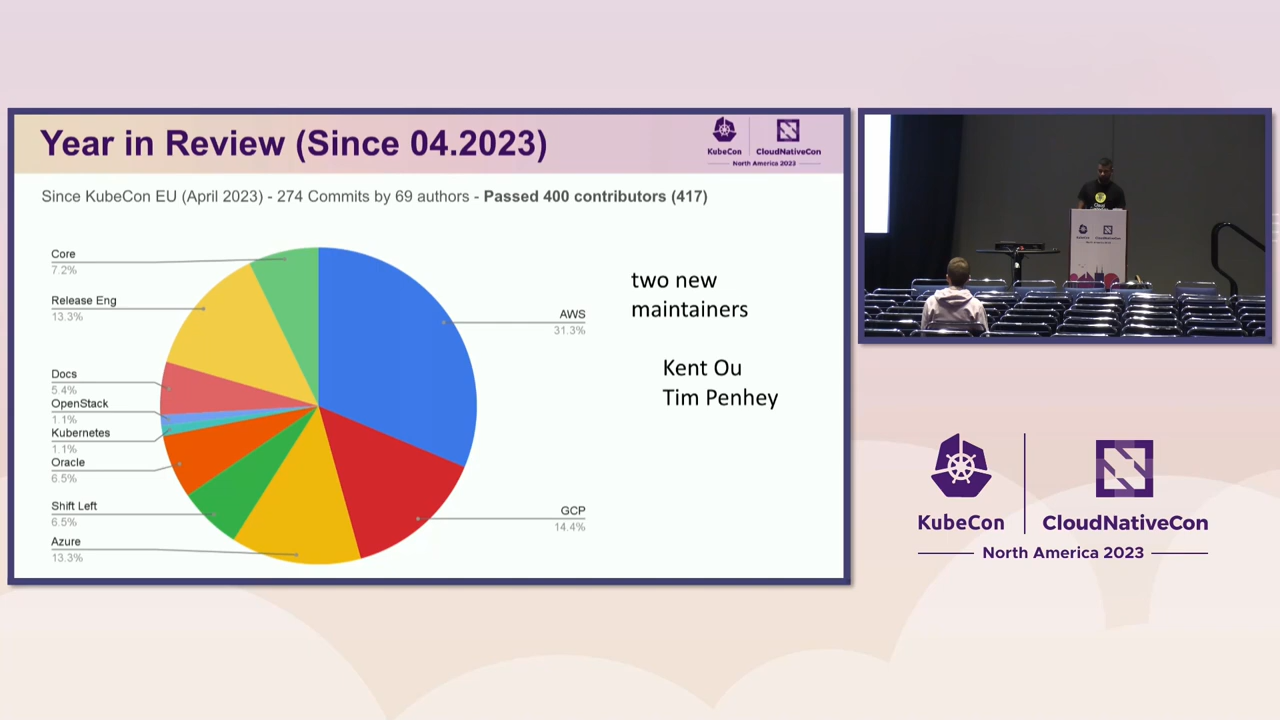 Year in Review (Since 04.2023)
KubeCon
CloudNativeCon
North America 2023
Since KubeCon EU (April 2023) - 274 Commits by 69 authors - Passed 400 contributors (417)
Core
7.2%
Release Eng
13.3%
Docs
5.4%
OpenStack
1.1%
Kubernetes
1.1%
Oracle
6.5%
Shift Left
6.5%
Azure
13.3%
AWS
31.3%
GCP
14.4%
two new
maintainers
Kent Ou
Tim Penhey
KubeCon
CloudNativeCon
North America 2023